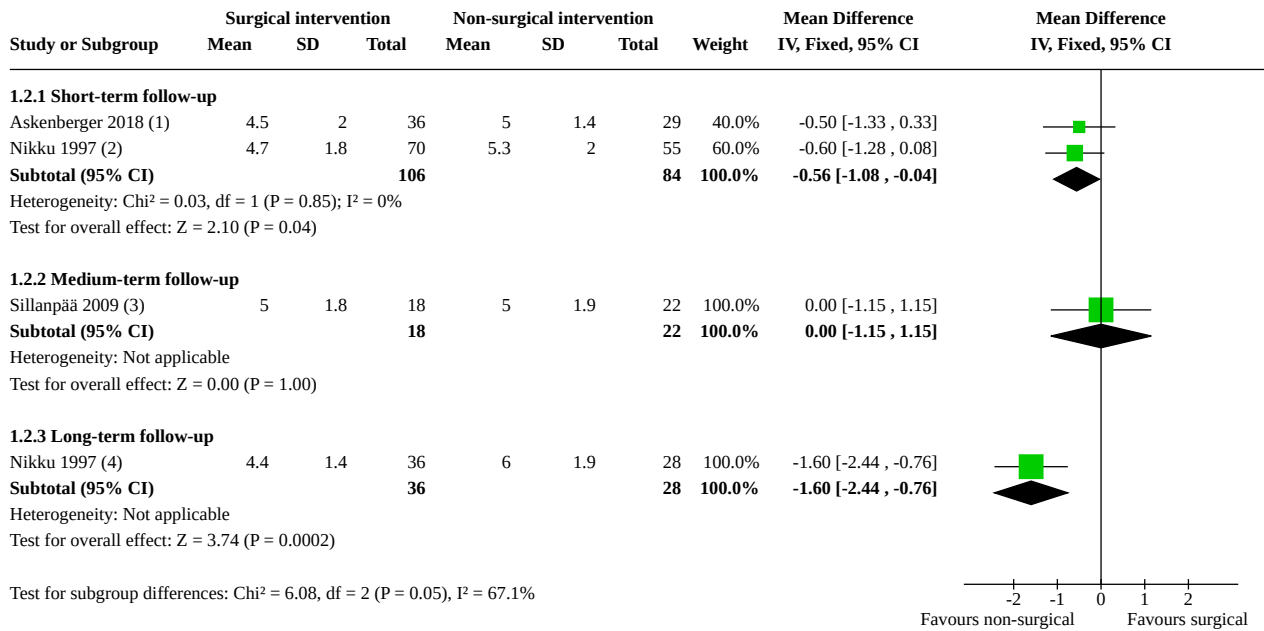 Surgical intervention Non-surgical intervention Mean Difference Mean Difference
Study or Subgroup Mean SD Total Mean SD Total Weight IV, Fixed, 95% CI IV, Fixed, 95% CI
1.2.1 Short-term follow-up
Askenberger 2018 (1) 4.5 2 36 5 1.4 29 40.0% -0.50 [-1.33 , 0.33]
Nikku 1997 (2) 4.7 1.8 70 5.3 2 55 60.0% -0.60 [-1.28 , 0.08]
Subtotal (95% CI) 106 84 100.0% -0.56 [-1.08 , -0.04]
Heterogeneity: Chi² = 0.03, df = 1 (P = 0.85); I² = 0%
Test for overall effect: Z = 2.10 (P = 0.04)
1.2.2 Medium-term follow-up
Sillanpää 2009 (3) 5 1.8 18 5 1.9 22 100.0% 0.00 [-1.15 , 1.15]
Subtotal (95% CI) 18 22 100.0% 0.00 [-1.15 , 1.15]
Heterogeneity: Not applicable
Test for overall effect: Z = 0.00 (P = 1.00)
1.2.3 Long-term follow-up
Nikku 1997 (4) 4.4 1.4 36 6 1.9 28 100.0% -1.60 [-2.44 , -0.76]
Subtotal (95% CI) 36 28 100.0% -1.60 [-2.44 , -0.76]
Heterogeneity: Not applicable
Test for overall effect: Z = 3.74 (P = 0.0002)
Test for subgroup differences: Chi² = 6.08, df = 2 (P = 0.05), I² = 67.1%
-2 -1 0 1 2
Favours non-surgical Favours surgical